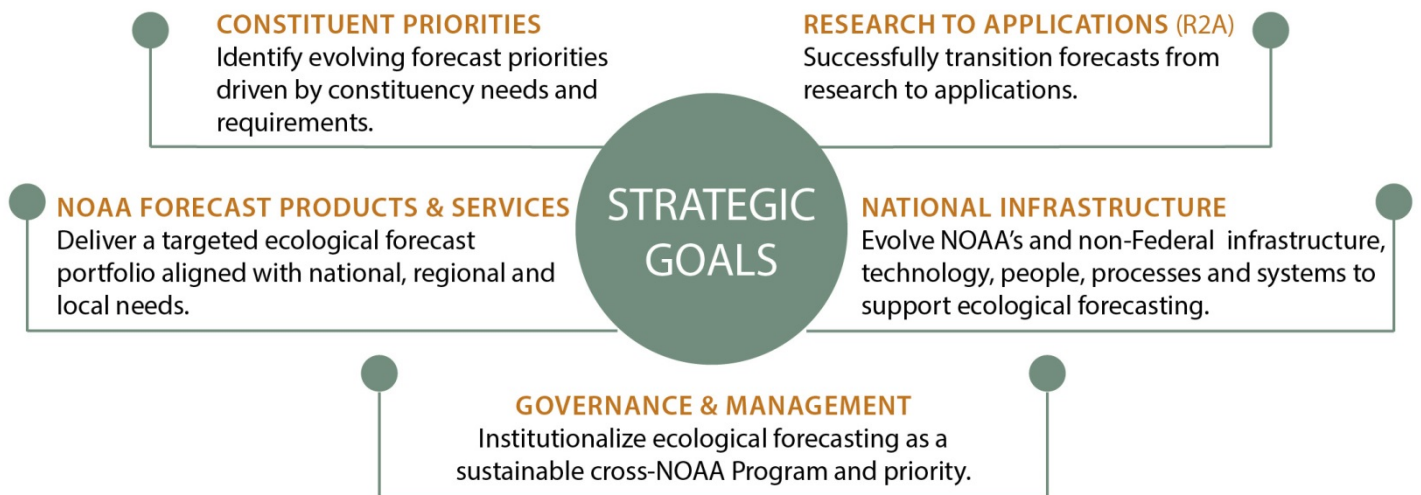 CONSTITUENT PRIORITIES
Identify evolving forecast priorities
driven by constituency needs and
requirements.
RESEARCH TO APPLICATIONS (R2A)
Successfully transition forecasts from
research to applications.
STRATEGIC
GOALS
NOAA FORECAST PRODUCTS & SERVICES
Deliver a targeted ecological forecast
portfolio aligned with national, regional and
local needs.
NATIONAL INFRASTRUCTURE
Evolve NOAA's and non-Federal infrastructure,
technology, people, processes and systems to
support ecological forecasting.
GOVERNANCE & MANAGEMENT
Institutionalize ecological forecasting as a
sustainable cross-NOAA Program and priority.